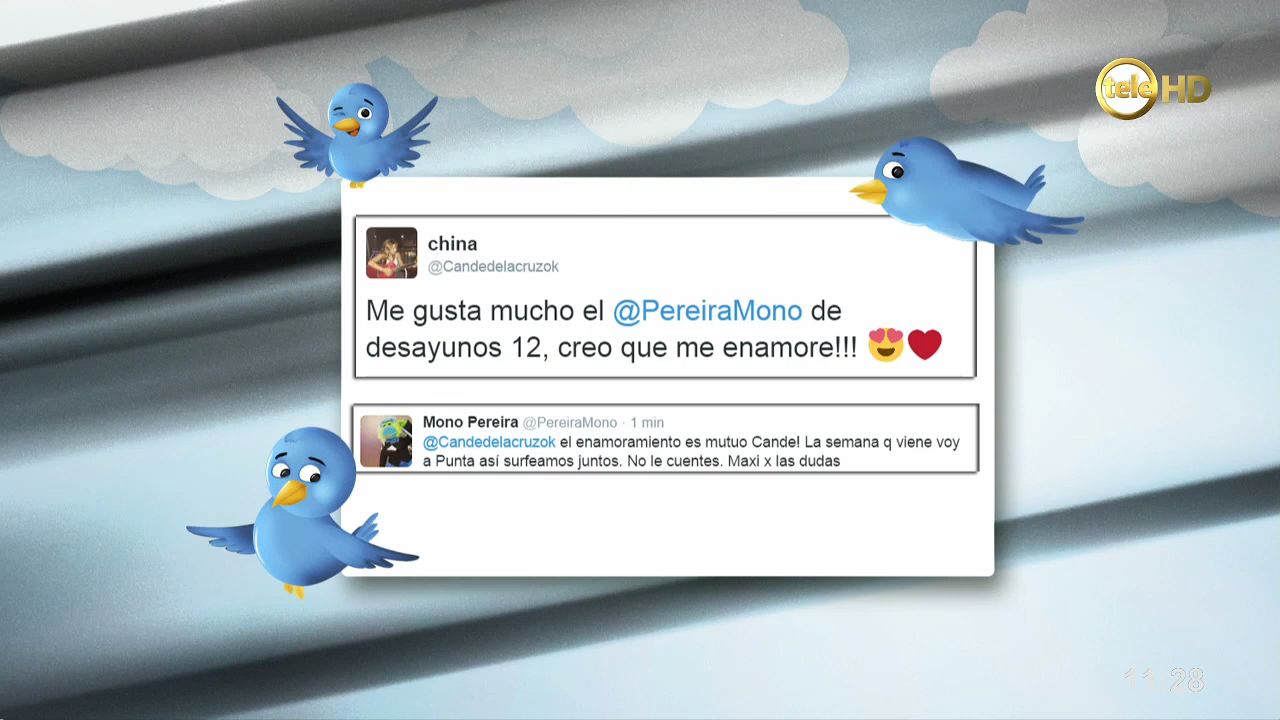 tele HD
china
@Candedelacruzok
Me gusta mucho el @PereiraMono de
desayunos 12, creo que me enamore!!! 😍❤
Mono Pereira @PereiraMono · 1 min
@Candedelacruzok el enamoramiento es mutuo Cande! La semana q viene voy
a Punta así surfeamos juntos. No le cuentes. Maxi x las dudas
11:28